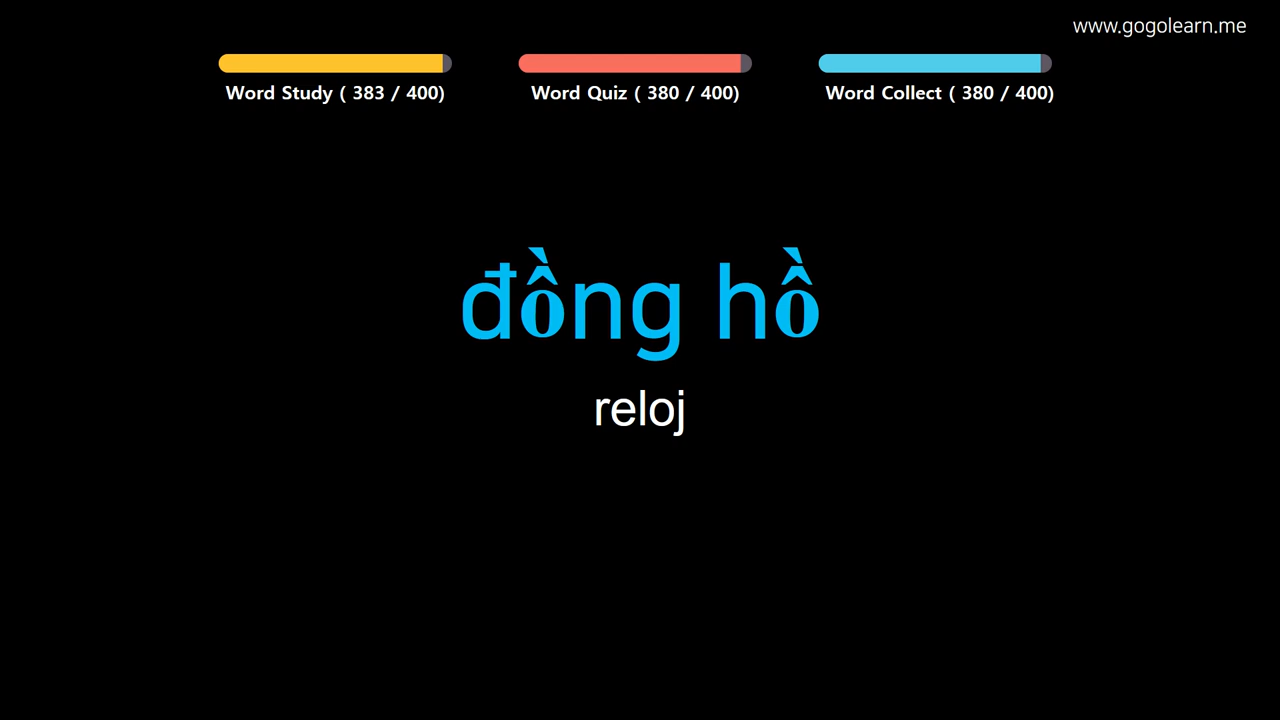 www.gogolearn.me
Word Study ( 383 / 400)
Word Quiz ( 380 / 400)
Word Collect ( 380 / 400)
đồng hồ
reloj